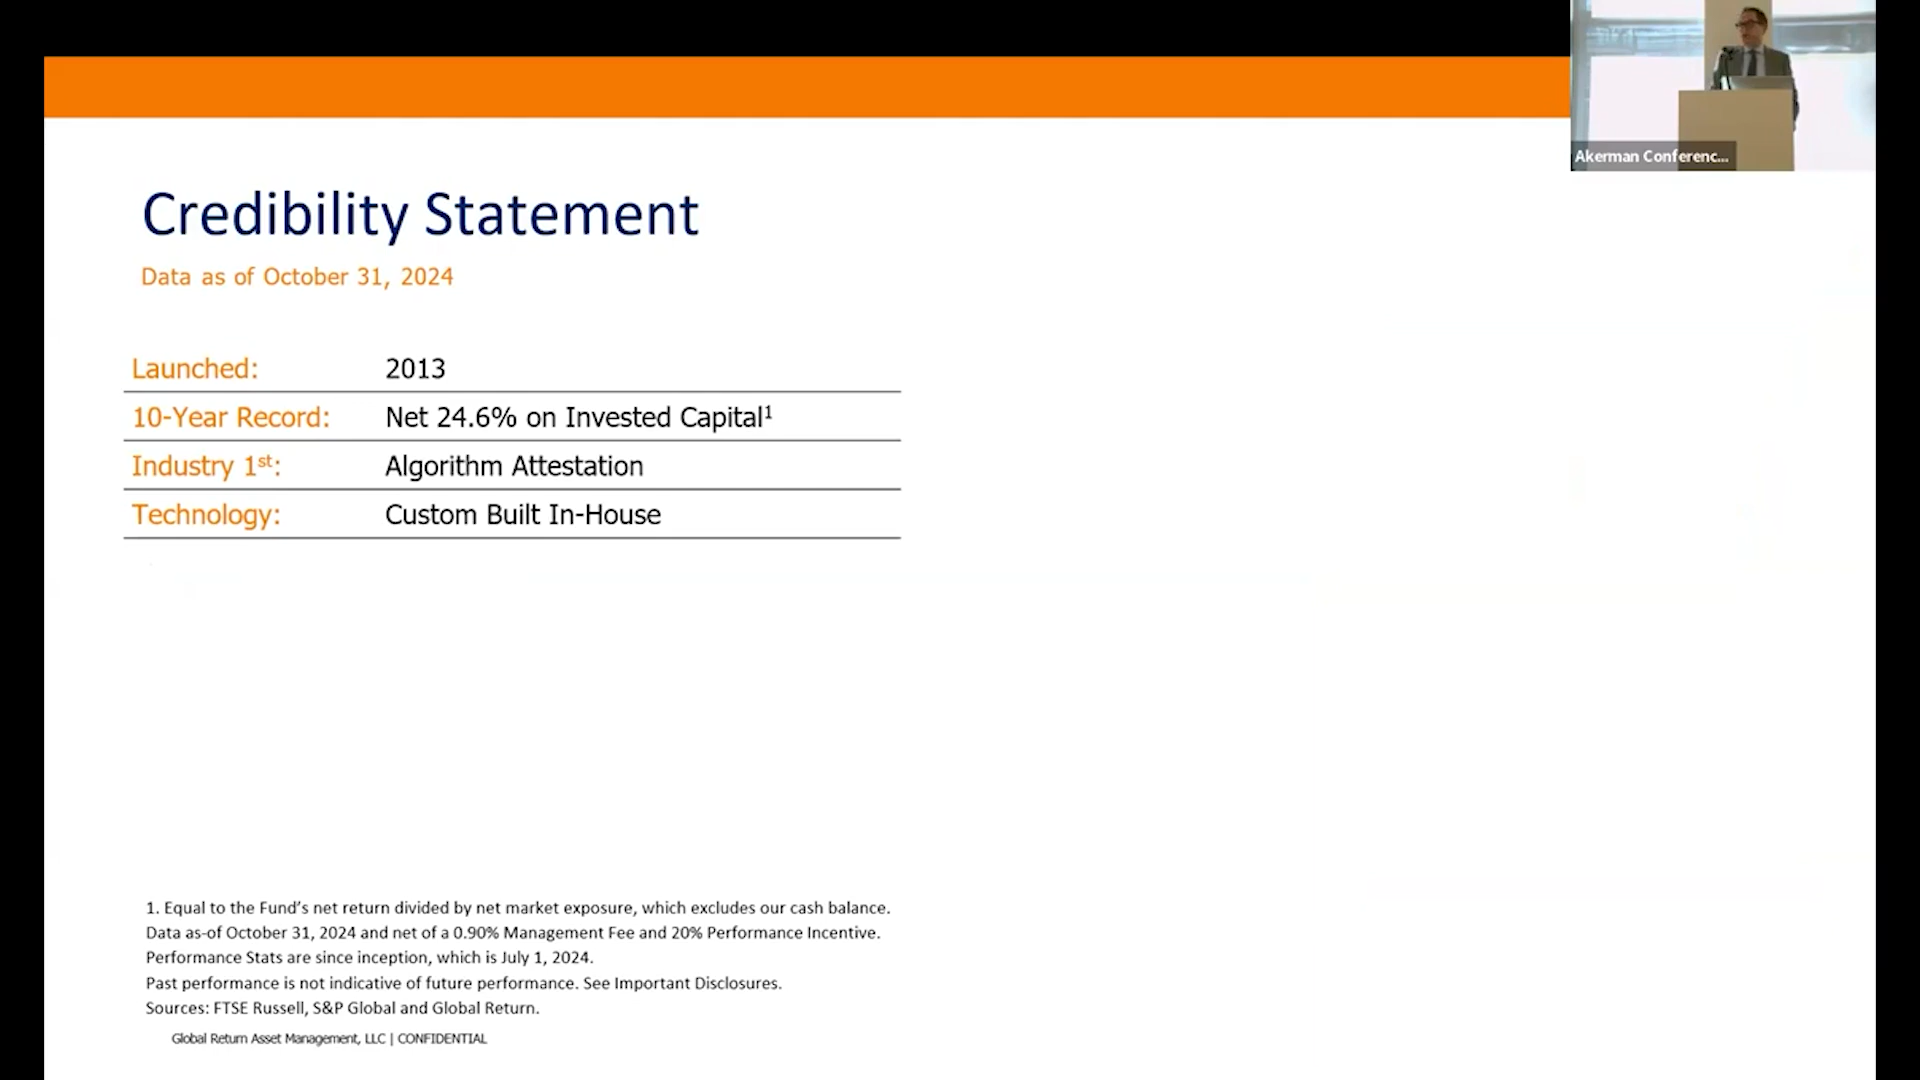 Akerman Conferenc...
Credibility Statement
Data as of October 31, 2024
Launched: 2013
10-Year Record: Net 24.6% on Invested Capital¹
Industry 1st: Algorithm Attestation
Technology: Custom Built In-House
1. Equal to the Fund's net return divided by net market exposure, which excludes our cash balance.
Data as-of October 31, 2024 and net of a 0.90% Management Fee and 20% Performance Incentive.
Performance Stats are since inception, which is July 1, 2024.
Past performance is not indicative of future performance. See Important Disclosures.
Sources: FTSE Russell, S&P Global and Global Return.
Global Return Asset Management, LLC | CONFIDENTIAL